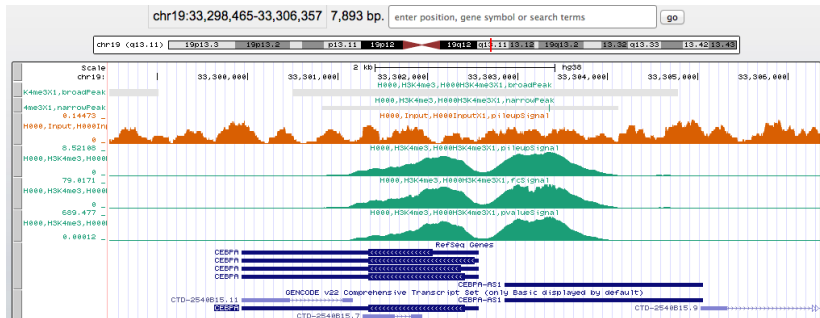 chr19:33,298,465-33,306,357 7,893 bp. enter position, gene symbol or search terms go
chr19 (q13.11) 19p13.3 19p13.2 p13.11 19p12 19q12 q13.11 13.12 19q13.2 13.32 q13.33 13.42 13.43
Scale 2 kb hg38
chr19: 33,300,000 33,301,000 33,302,000 33,303,000 33,304,000 33,305,000 33,306,000
H000,H3K4me3,H000H3K4me3X1,broadPeak
K4me3X1,broadPeak
H000,H3K4me3,H000H3K4me3X1,narrowPeak
4me3X1,narrowPeak
0.14473 _ H000,Input,H000InputX1,pileupSignal
H000,Input,H000In
0 _
8.52108 _ H000,H3K4me3,H000H3K4me3X1,pileupSignal
H000,H3K4me3,H000
0 _
79.0171 _ H000,H3K4me3,H000H3K4me3X1,fcSignal
H000,H3K4me3,H000
0 _
689.477 _ H000,H3K4me3,H000H3K4me3X1,pvalueSignal
H000,H3K4me3,H000
0.00012 _
RefSeq Genes
CEBPA
CEBPA
CEBPA
CEBPA
CEBPA-AS1
GENCODE v22 Comprehensive Transcript Set (only Basic displayed by default)
CTD-2540B15.11 CEBPA-AS1
CEBPA CTD-2540B15.9
CTD-2540B15.7